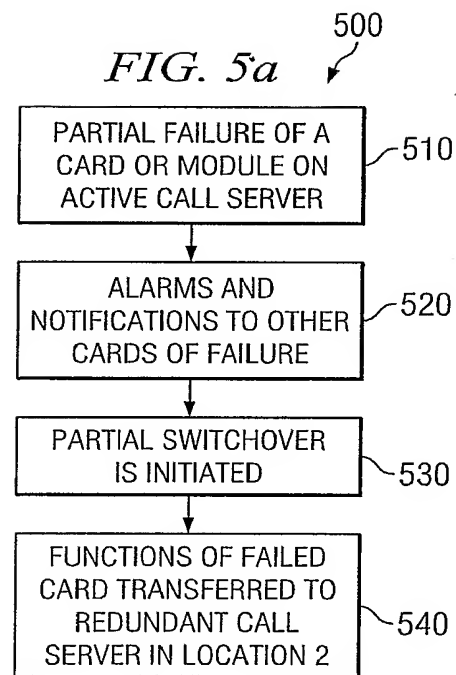 500
FIG. 5a
PARTIAL FAILURE OF A
CARD OR MODULE ON
ACTIVE CALL SERVER
510
ALARMS AND
NOTIFICATIONS TO OTHER
CARDS OF FAILURE
520
PARTIAL SWITCHOVER
IS INITIATED
530
FUNCTIONS OF FAILED
CARD TRANSFERRED TO
REDUNDANT CALL
SERVER IN LOCATION 2
540